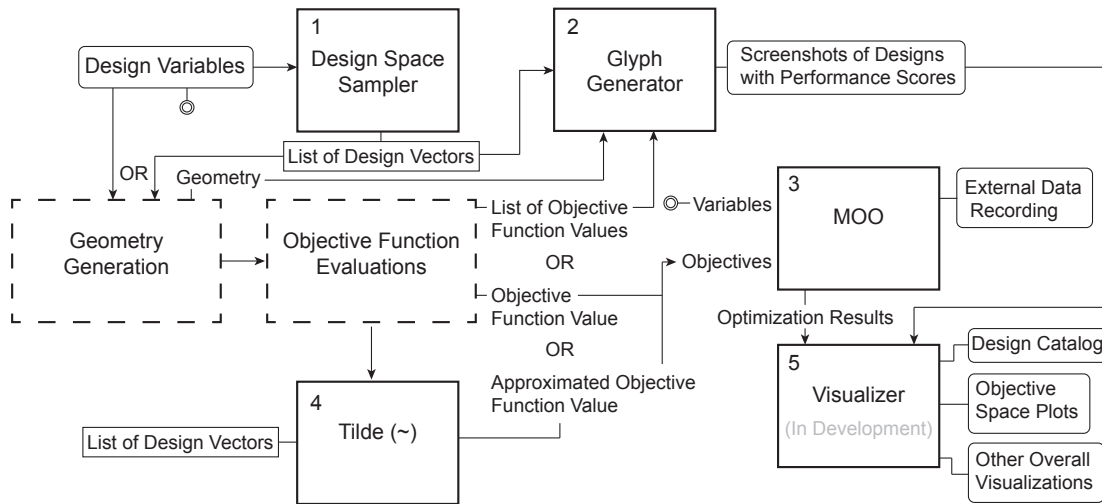 1
Design Variables
Design Space
Sampler
2
Glyph
Generator
Screenshots of Designs
with Performance Scores
List of Design Vectors
OR
Geometry
Geometry
Generation
Objective Function
Evaluations
List of Objective
Function Values
OR
Objective
Function Value
OR
Approximated Objective
Function Value
Variables
Objectives
3
MOO
External Data
Recording
Optimization Results
4
Tilde (~)
List of Design Vectors
5
Visualizer
(In Development)
Design Catalog
Objective
Space Plots
Other Overall
Visualizations